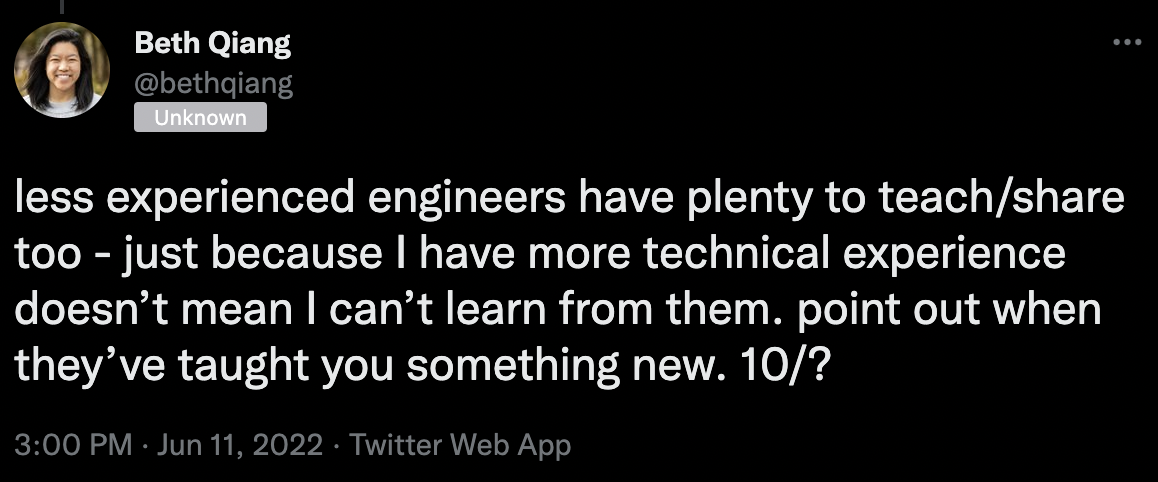 Beth Qiang
@bethqiang
Unknown
less experienced engineers have plenty to teach/share
too - just because I have more technical experience
doesn’t mean I can’t learn from them. point out when
they’ve taught you something new. 10/?
3:00 PM · Jun 11, 2022 · Twitter Web App